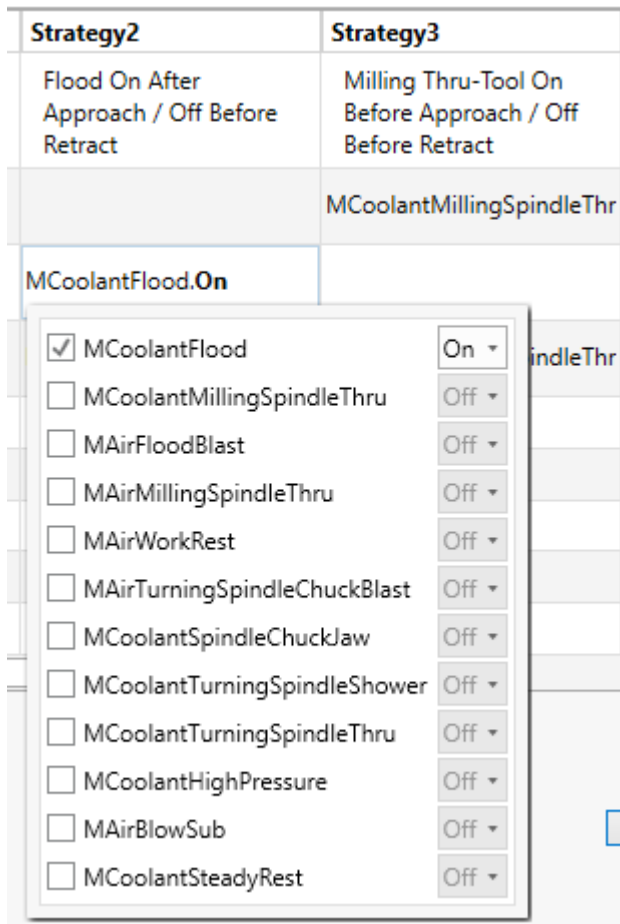 Strategy2
Strategy3
Flood On After
Approach / Off Before
Retract
Milling Thru-Tool On
Before Approach / Off
Before Retract
MCoolantMillingSpindleThr
MCoolantFlood.On
indleThr
MCoolantFlood On
MCoolantMillingSpindleThru Off
MAirFloodBlast Off
MAirMillingSpindleThru Off
MAirWorkRest Off
MAirTurningSpindleChuckBlast Off
MCoolantSpindleChuckJaw Off
MCoolantTurningSpindleShower Off
MCoolantTurningSpindleThru Off
MCoolantHighPressure Off
MAirBlowSub Off
MCoolantSteadyRest Off